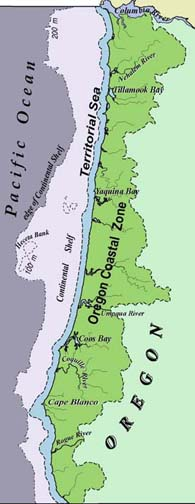 200 m
Columbia River
Nehalem River
Tillamook Bay
Pacific Ocean
edge of Continental Shelf
Territorial Sea
Yaquina Bay
Oregon Coastal Zone
Heceta Bank
100 m
Continental Shelf
Umpqua River
Coos Bay
Coquille River
OREGON
Cape Blanco
Rogue River